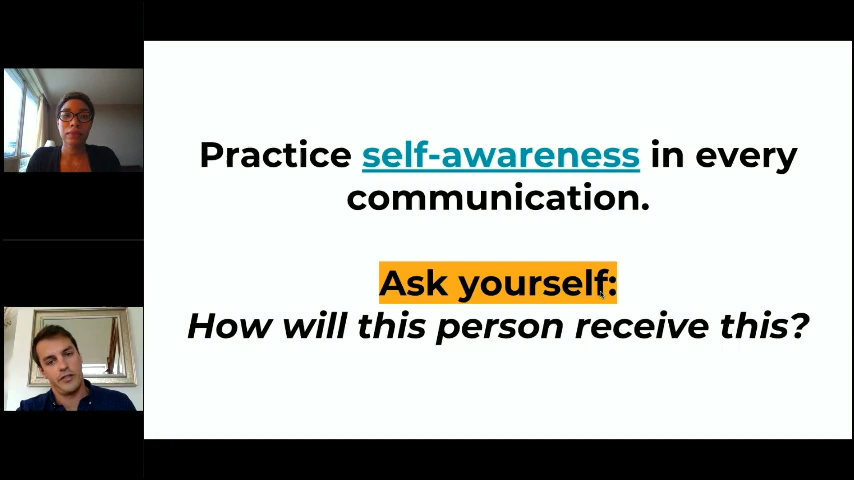 Practice self-awareness in every
communication.
Ask yourself:
How will this person receive this?